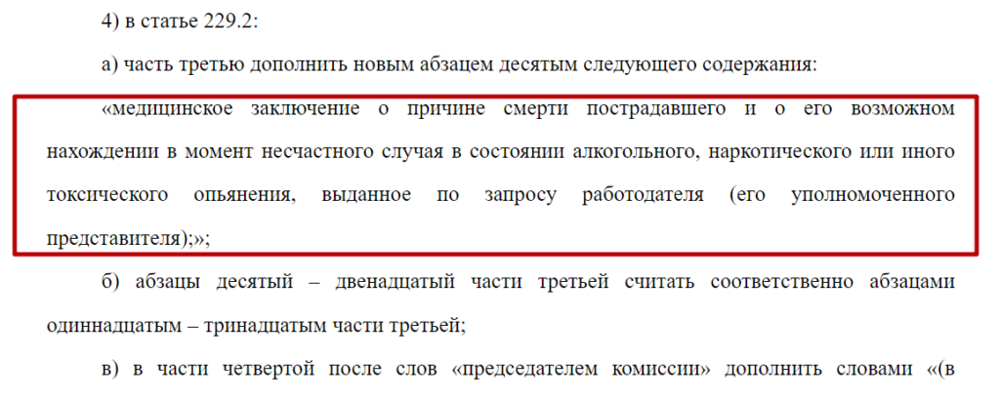 4) в статье 229.2:
а) часть третью дополнить новым абзацем десятым следующего содержания:
«медицинское заключение о причине смерти пострадавшего и о его возможном
нахождении в момент несчастного случая в состоянии алкогольного, наркотического или иного
токсического опьянения, выданное по запросу работодателя (его уполномоченного
представителя);»;
б) абзацы десятый – двенадцатый части третьей считать соответственно абзацами
одиннадцатым – тринадцатым части третьей;
в) в части четвертой после слов «председателем комиссии» дополнить словами «(в